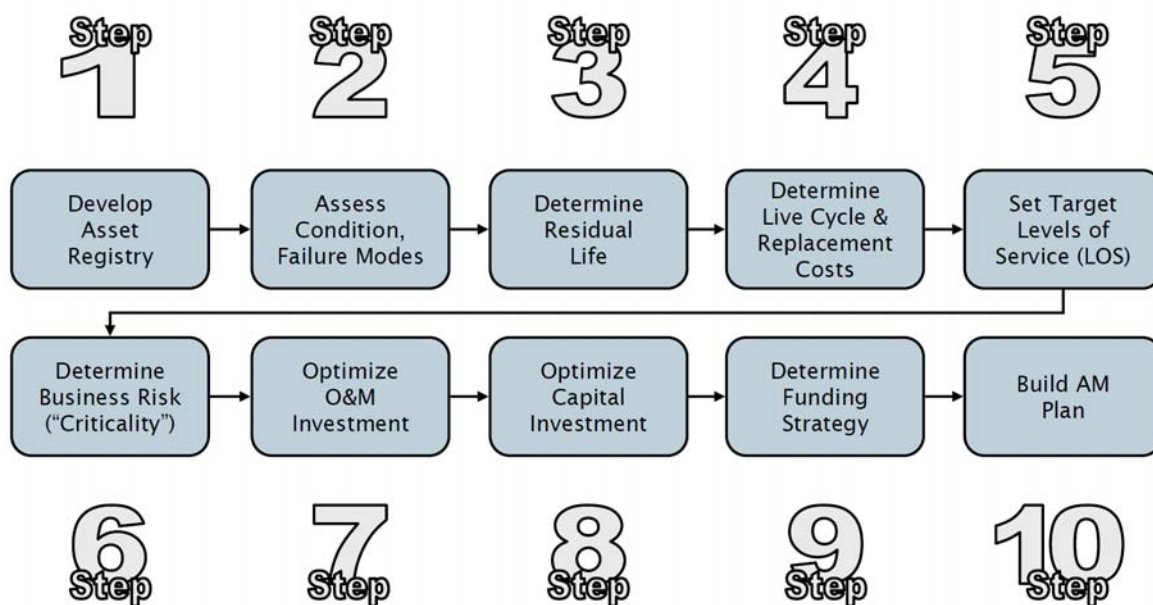 Step
1
Step
2
Step
3
Step
4
Step
5
Develop
Asset
Registry
Assess
Condition,
Failure Modes
Determine
Residual
Life
Determine
Live Cycle &
Replacement
Costs
Set Target
Levels of
Service (LOS)
Determine
Business Risk
(“Criticality”)
Optimize
O&M
Investment
Optimize
Capital
Investment
Determine
Funding
Strategy
Build AM
Plan
6
Step
7
Step
8
Step
9
Step
10
Step